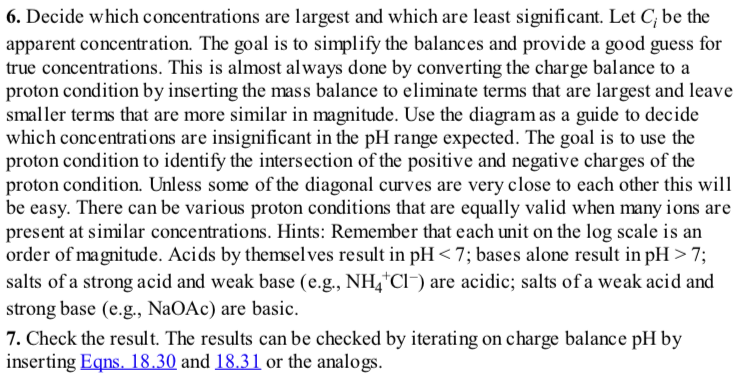 6. Decide which concentrations are largest and which are least significant. Let Cᵢ be the
apparent concentration. The goal is to simplify the balances and provide a good guess for
true concentrations. This is almost always done by converting the charge balance to a
proton condition by inserting the mass balance to eliminate terms that are largest and leave
smaller terms that are more similar in magnitude. Use the diagram as a guide to decide
which concentrations are insignificant in the pH range expected. The goal is to use the
proton condition to identify the intersection of the positive and negative charges of the
proton condition. Unless some of the diagonal curves are very close to each other this will
be easy. There can be various proton conditions that are equally valid when many ions are
present at similar concentrations. Hints: Remember that each unit on the log scale is an
order of magnitude. Acids by themselves result in pH < 7; bases alone result in pH > 7;
salts of a strong acid and weak base (e.g., NH₄⁺Cl⁻) are acidic; salts of a weak acid and
strong base (e.g., NaOAc) are basic.
7. Check the result. The results can be checked by iterating on charge balance pH by
inserting Eqns. 18.30 and 18.31 or the analogs.